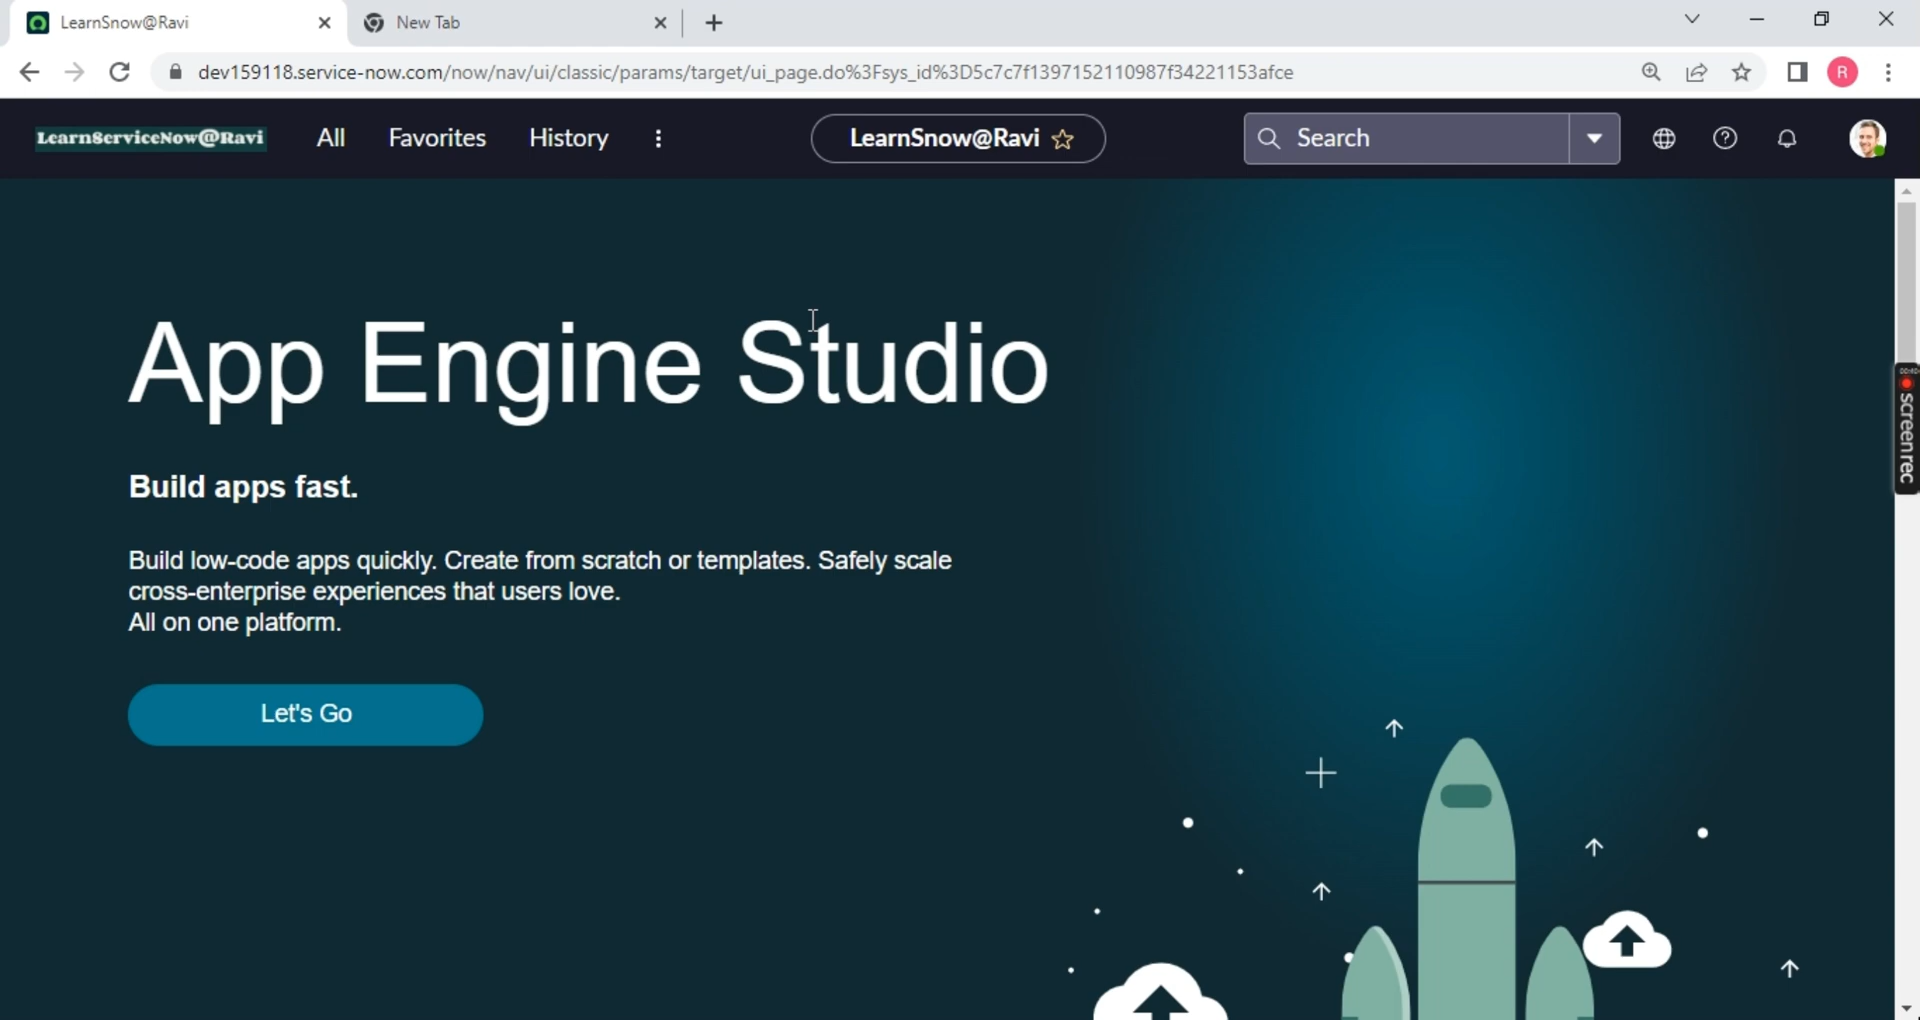 LearnSnow@Ravi
New Tab
dev159118.service-now.com/now/nav/ui/classic/params/target/ui_page.do%3Fsys_id%3D5c7c7f1397152110987f34221153afce
R
LearnServiceNow@Ravi
All
Favorites
History
LearnSnow@Ravi
Search
App Engine Studio
Build apps fast.
Build low-code apps quickly. Create from scratch or templates. Safely scale
cross-enterprise experiences that users love.
All on one platform.
Let's Go
screenrec